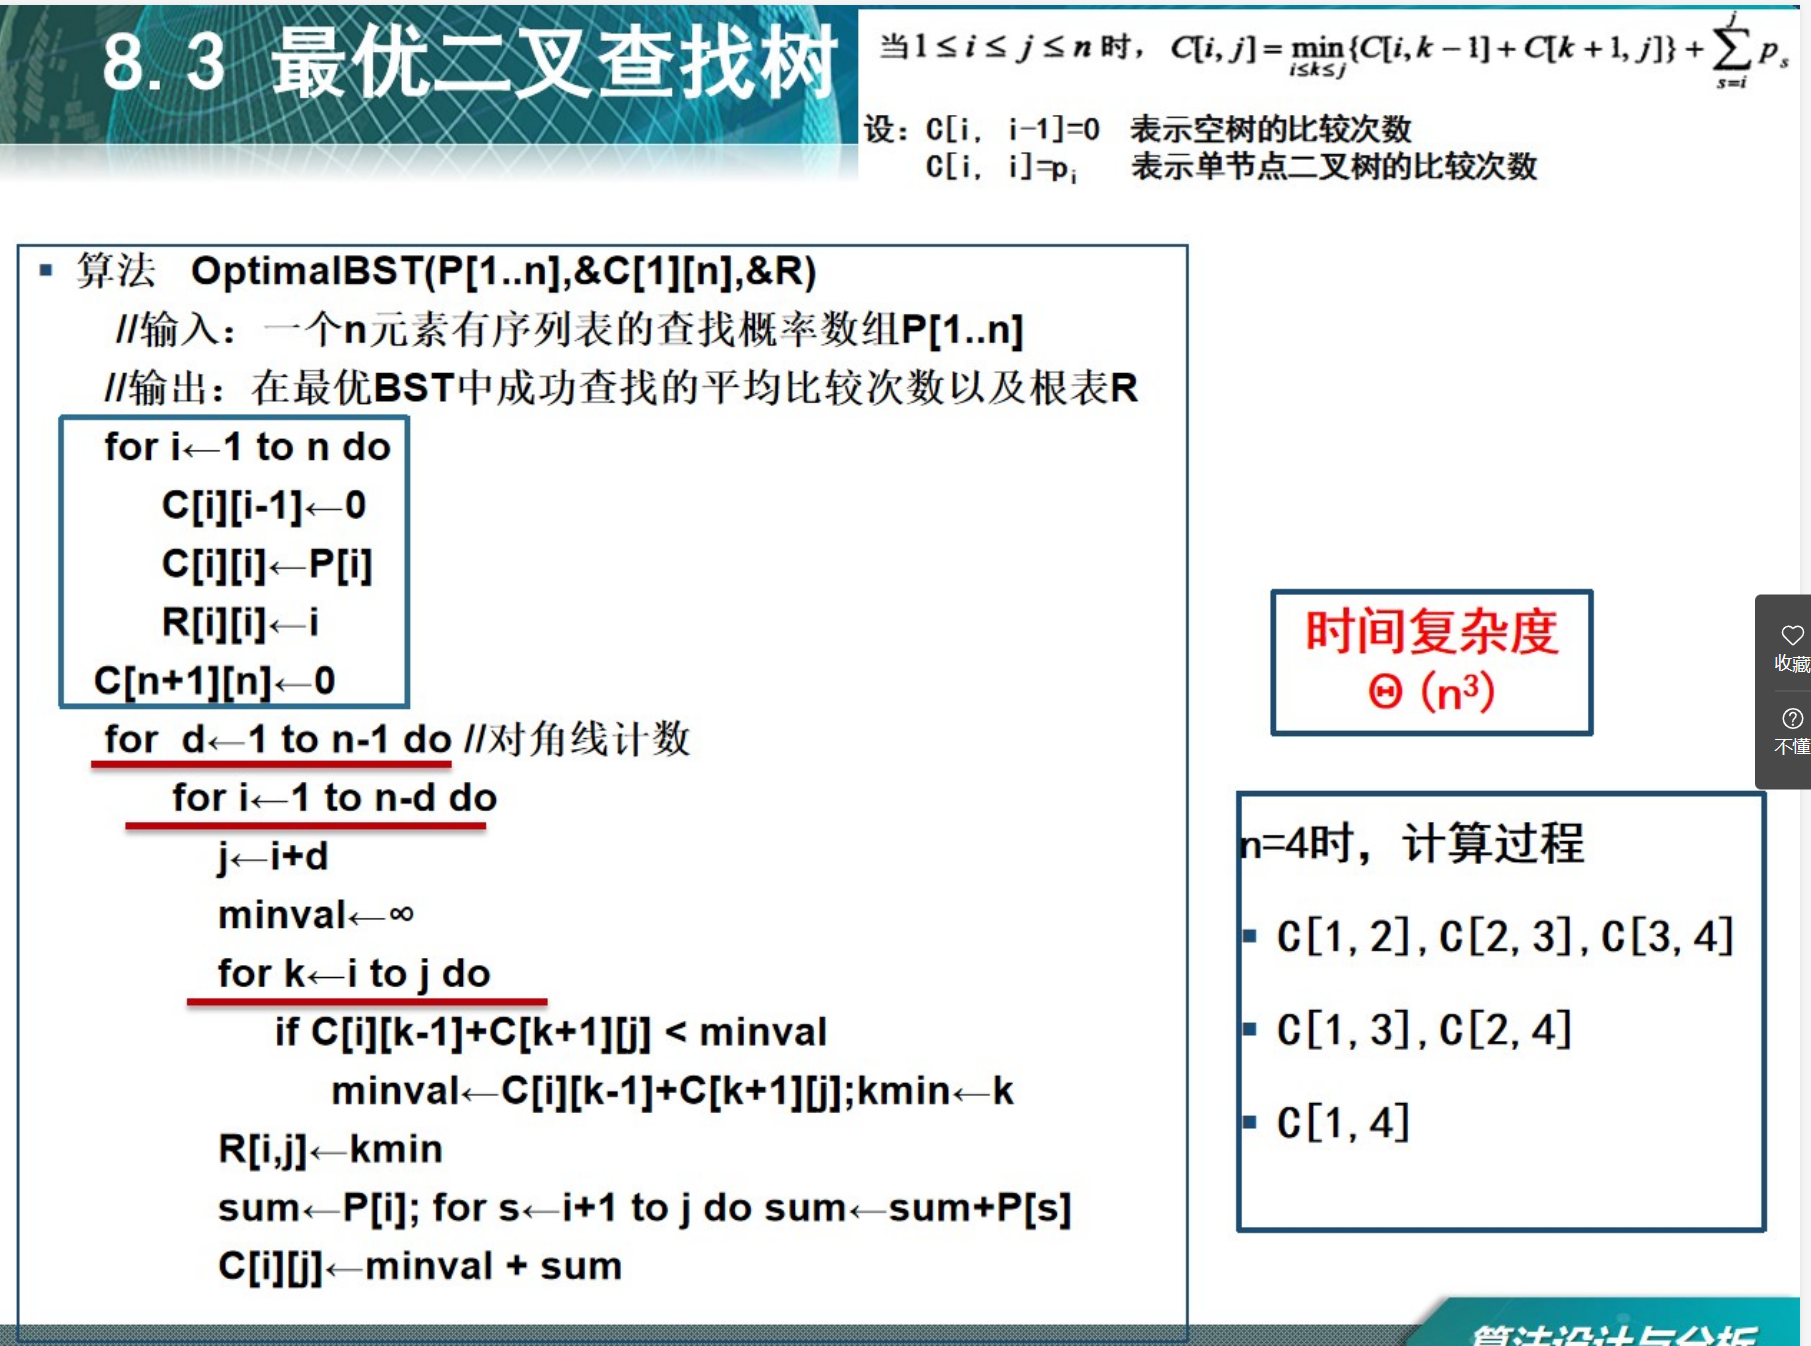 8.3 最优二叉查找树
当1≤i≤j≤n时，C[i,j]=min{C[i,k-1]+C[k+1,j]}+∑p_s
i≤k≤j
j
s=i
设：C[i, i-1]=0 表示空树的比较次数
C[i, i]=p_i 表示单节点二叉树的比较次数
▪ 算法 OptimalBST(P[1..n],&C[1][n],&R)
//输入：一个n元素有序列表的查找概率数组P[1..n]
//输出：在最优BST中成功查找的平均比较次数以及根表R
for i←1 to n do
C[i][i-1]←0
C[i][i]←P[i]
R[i][i]←i
C[n+1][n]←0
for d←1 to n-1 do //对角线计数
for i←1 to n-d do
j←i+d
minval←∞
for k←i to j do
if C[i][k-1]+C[k+1][j] < minval
minval←C[i][k-1]+C[k+1][j];kmin←k
R[i,j]←kmin
sum←P[i]; for s←i+1 to j do sum←sum+P[s]
C[i][j]←minval + sum
时间复杂度
Θ (n³)
n=4时，计算过程
▪ C[1,2],C[2,3],C[3,4]
▪ C[1,3],C[2,4]
▪ C[1,4]
收藏
不懂
算法设计与分析